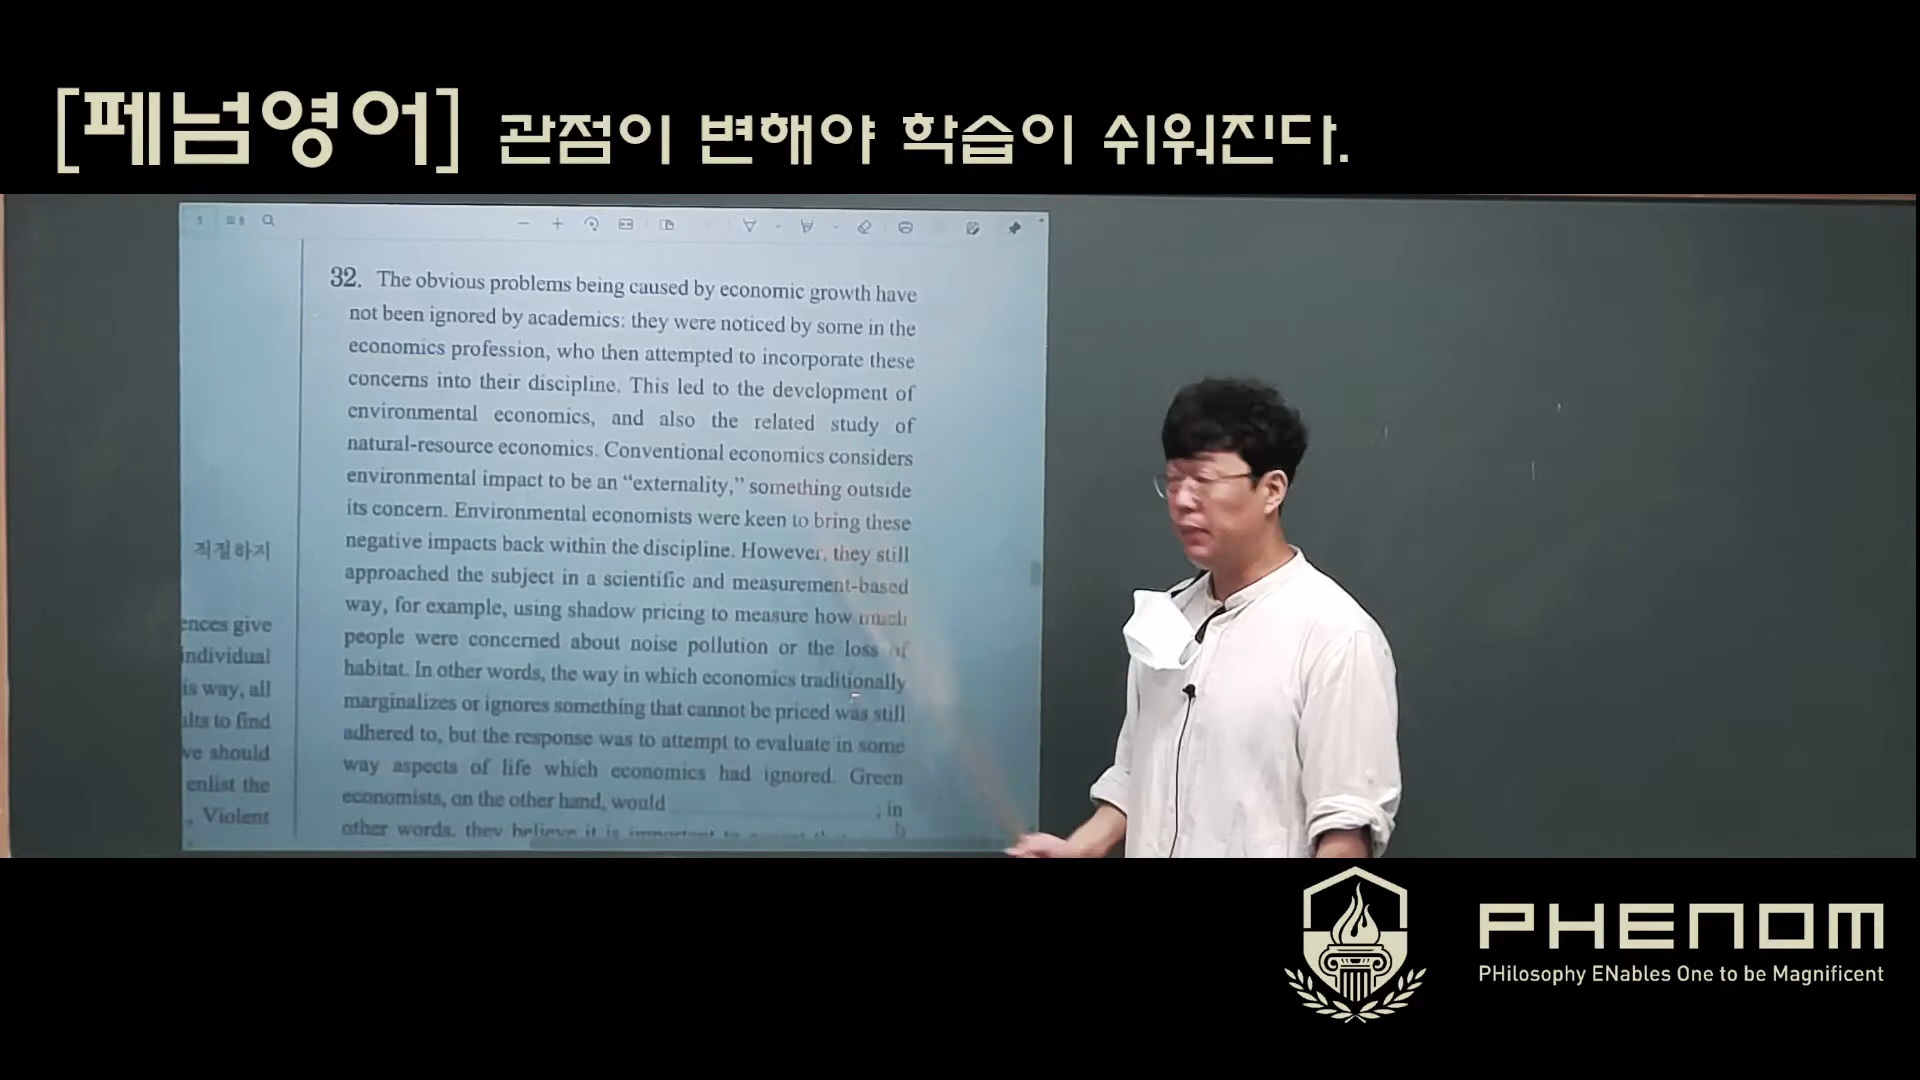 [페넘영어] 관점이 변해야 학습이 쉬워진다.
32. The obvious problems being caused by economic growth have
not been ignored by academics: they were noticed by some in the
economics profession, who then attempted to incorporate these
concerns into their discipline. This led to the development of
environmental economics, and also the related study of
natural-resource economics. Conventional economics considers
environmental impact to be an “externality,” something outside
its concern. Environmental economists were keen to bring these
negative impacts back within the discipline. However, they still
approached the subject in a scientific and measurement-based
way, for example, using shadow pricing to measure how much
people were concerned about noise pollution or the loss of
habitat. In other words, the way in which economics traditionally
marginalizes or ignores something that cannot be priced was still
adhered to, but the response was to attempt to evaluate in some
way aspects of life which economics had ignored. Green
economists, on the other hand, would ; in
other words, they believe it is important to
적절하지
ences give
individual
is way, all
ults to find
we should
enlist the
. Violent
PHENOM
PHilosophy ENables One to be Magnificent